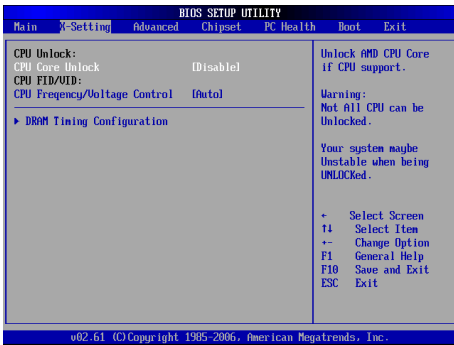 BIOS SETUP UTILITY
Main X-Setting Advanced Chipset PC Health Boot Exit
CPU Unlock:
CPU Core Unlock [Disable]
CPU FID/VID:
CPU Freqency/Voltage Control [Auto]
▶ DRAM Timing Configuration
Unlock AMD CPU Core
if CPU support.
Warning:
Not All CPU can be
Unlocked.
Your system maybe
Unstable when being
UNLOCKed.
← Select Screen
↑↓ Select Item
+- Change Option
F1 General Help
F10 Save and Exit
ESC Exit
v02.61 (C)Copyright 1985-2006, American Megatrends, Inc.